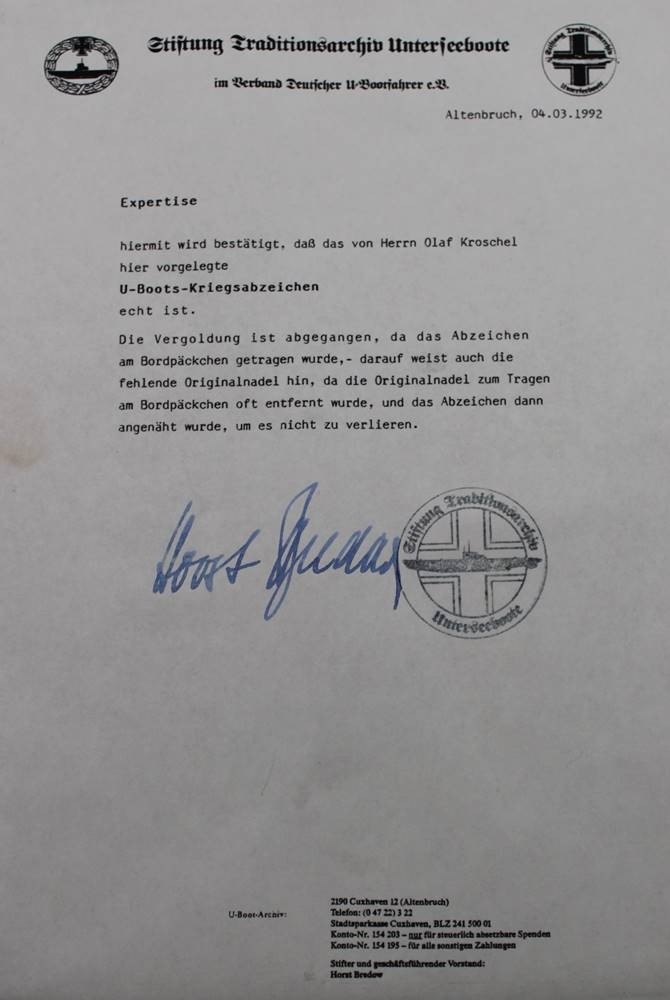 Stiftung Traditionsarchiv Unterseeboote
im Verband Deutscher U-Bootfahrer e.V.
Stiftung Traditionsarchiv
Unterseeboote
Altenbruch, 04.03.1992
Expertise
hiermit wird bestätigt, daß das von Herrn Olaf Kroschel
hier vorgelegte
U-Boots-Kriegsabzeichen
echt ist.
Die Vergoldung ist abgegangen, da das Abzeichen
am Bordpäckchen getragen wurde,- darauf weist auch die
fehlende Originalnadel hin, da die Originalnadel zum Tragen
am Bordpäckchen oft entfernt wurde, und das Abzeichen dann
angenäht wurde, um es nicht zu verlieren.
Horst Bredow
Stiftung Traditionsarchiv
Unterseeboote
U-Boot-Archiv:
2190 Cuxhaven 12 (Altenbruch)
Telefon: (0 47 22) 3 22
Stadtsparkasse Cuxhaven, BLZ 241 500 01
Konto-Nr. 154 203 – nur für steuerlich absetzbare Spenden
Konto-Nr. 154 195 – für alle sonstigen Zahlungen
Stifter und geschäftsführender Vorstand:
Horst Bredow